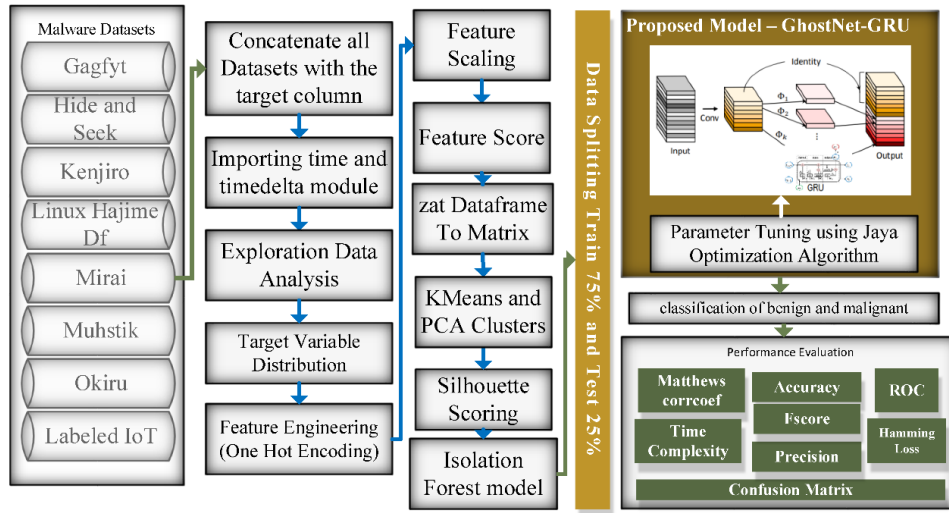 Malware Datasets
Gagfyt
Hide and
Seek
Kenjiro
Linux Hajime
Df
Mirai
Muhstik
Okiru
Labeled IoT
Concatenate all
Datasets with the
target column
Importing time and
timedelta module
Exploration Data
Analysis
Target Variable
Distribution
Feature Engineering
(One Hot Encoding)
Feature
Scaling
Feature Score
zat Dataframe
To Matrix
KMeans and
PCA Clusters
Silhouette
Scoring
Isolation
Forest model
Data Splitting Train 75% and Test 25%
Proposed Model – GhostNet-GRU
Identity
Φ1
Φ2
Φk
Conv
Input
⋮
GRU
Output
Parameter Tuning using Jaya
Optimization Algorithm
classification of benign and malignant
Performance Evaluation
Matthews
corrcoef
Accuracy
ROC
Fscore
Time
Complexity
Hamming
Loss
Precision
Confusion Matrix